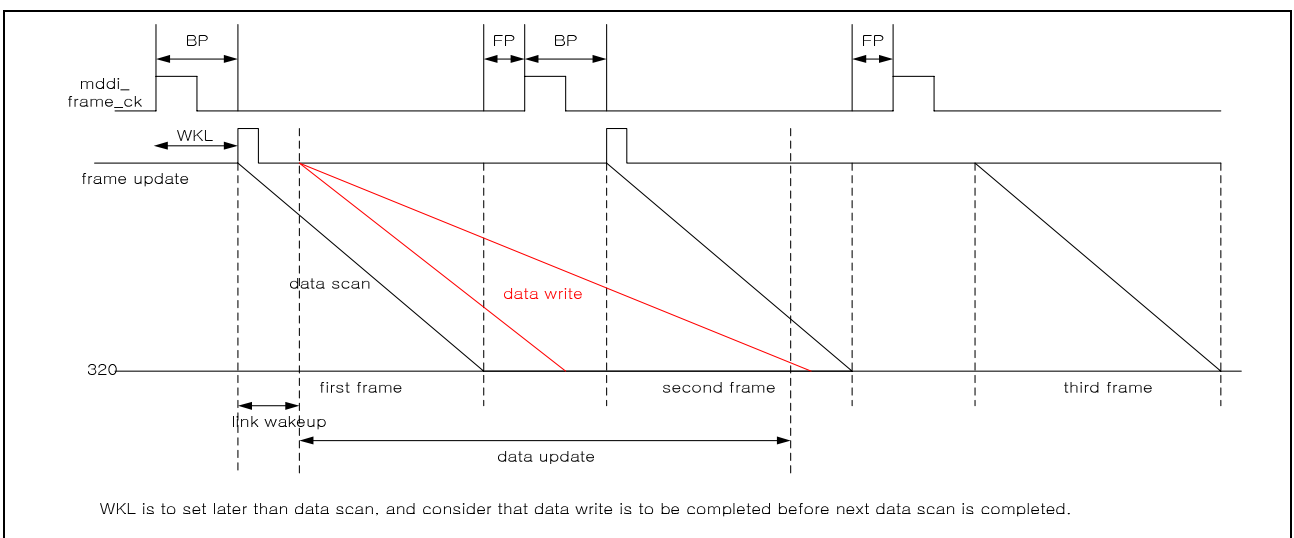 BP FP BP FP
mddi_
frame_ck
WKL
frame update
data scan
data write
320
first frame second frame third frame
link wakeup
data update
WKL is to set later than data scan, and consider that data write is to be completed before next data scan is completed.